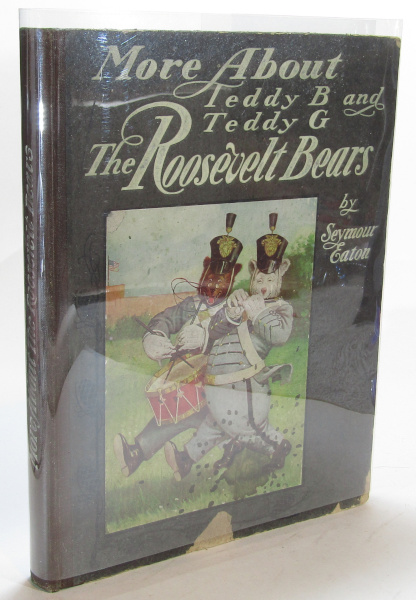 More About
Teddy B and
Teddy G
The Roosevelt Bears
by
Seymour
Eaton